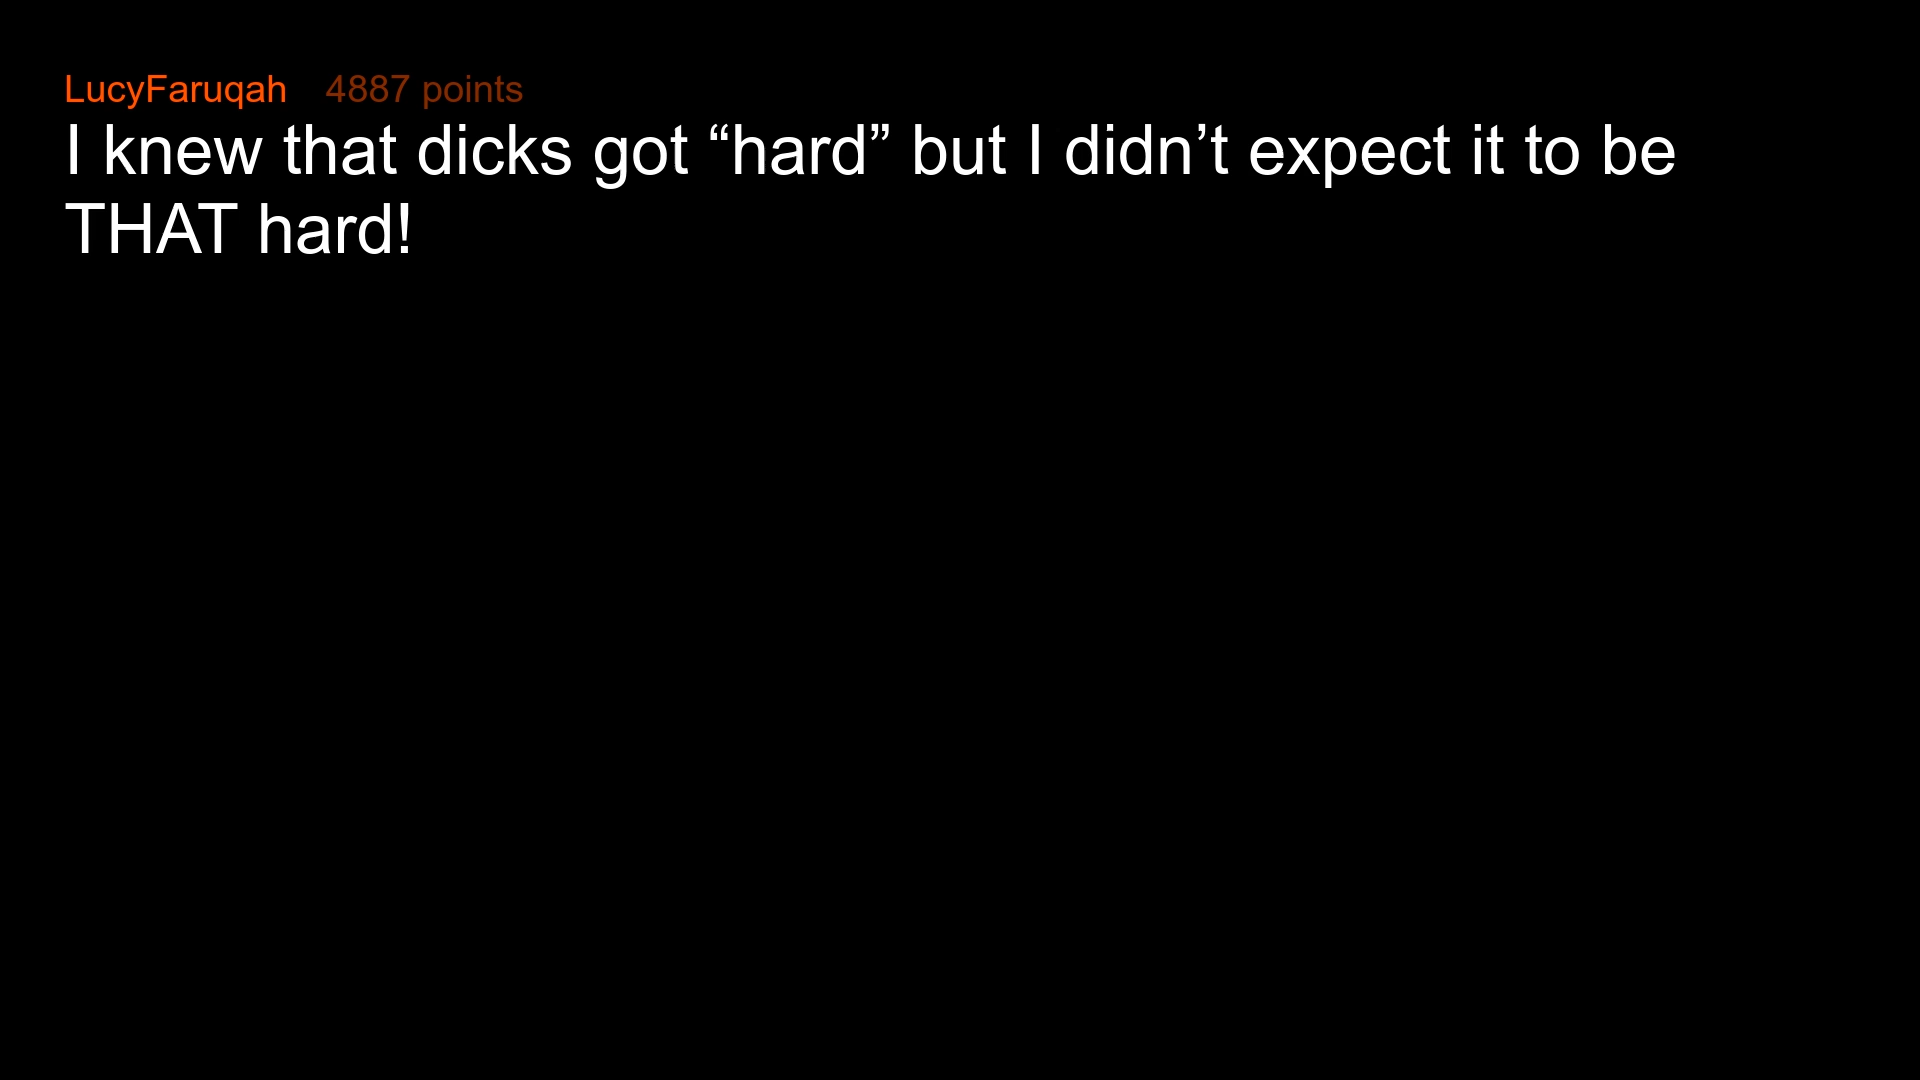 LucyFaruqah 4887 points
I knew that dicks got “hard” but I didn’t expect it to be
THAT hard!